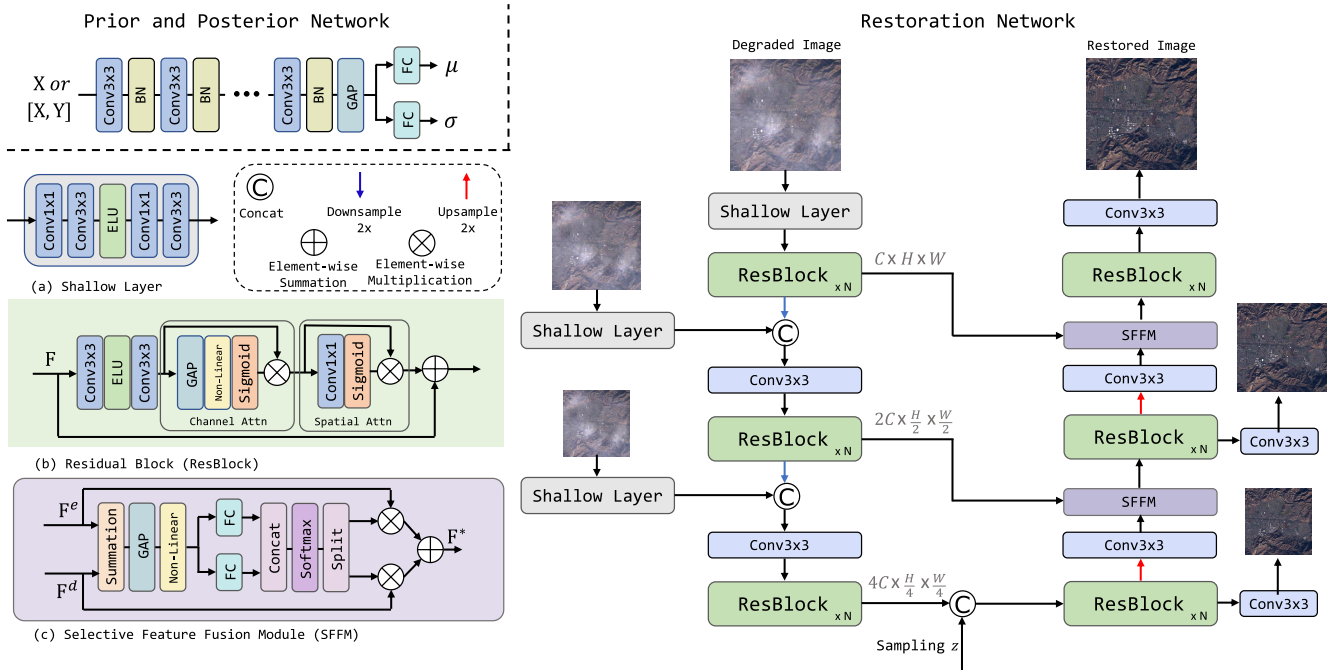 Prior and Posterior Network
X or
[X, Y]
Conv3x3
BN
Conv3x3
BN
•••
Conv3x3
BN
GAP
FC
μ
FC
σ
Conv1x1
Conv3x3
ELU
Conv1x1
Conv3x3
(a) Shallow Layer
C
Concat
Downsample
2x
Upsample
2x
Element-wise
Summation
Element-wise
Multiplication
F
Conv3x3
ELU
Conv3x3
GAP
Non-Linear
Sigmoid
Channel Attn
Conv1x1
Sigmoid
Spatial Attn
(b) Residual Block (ResBlock)
F^e
F^d
Summation
GAP
Non-Linear
FC
FC
Concat
Softmax
Split
F*
(c) Selective Feature Fusion Module (SFFM)
Restoration Network
Degraded Image
Restored Image
Shallow Layer
Conv3x3
ResBlock
x N
C x H x W
ResBlock
x N
Shallow Layer
C
SFFM
Conv3x3
Conv3x3
ResBlock
x N
2C x H/2 x W/2
ResBlock
x N
Conv3x3
Shallow Layer
C
SFFM
Conv3x3
Conv3x3
ResBlock
x N
4C x H/4 x W/4
C
ResBlock
x N
Conv3x3
Sampling z